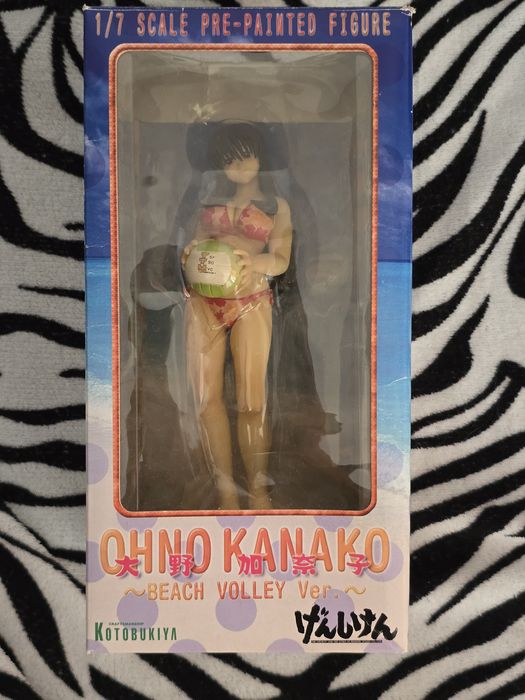 1/7 SCALE PRE-PAINTED FIGURE
OHNO KANAKO
大野 加奈子
~BEACH VOLLEY Ver.~
CRAFTSMANSHIP
KOTOBUKIYA
げんしけん